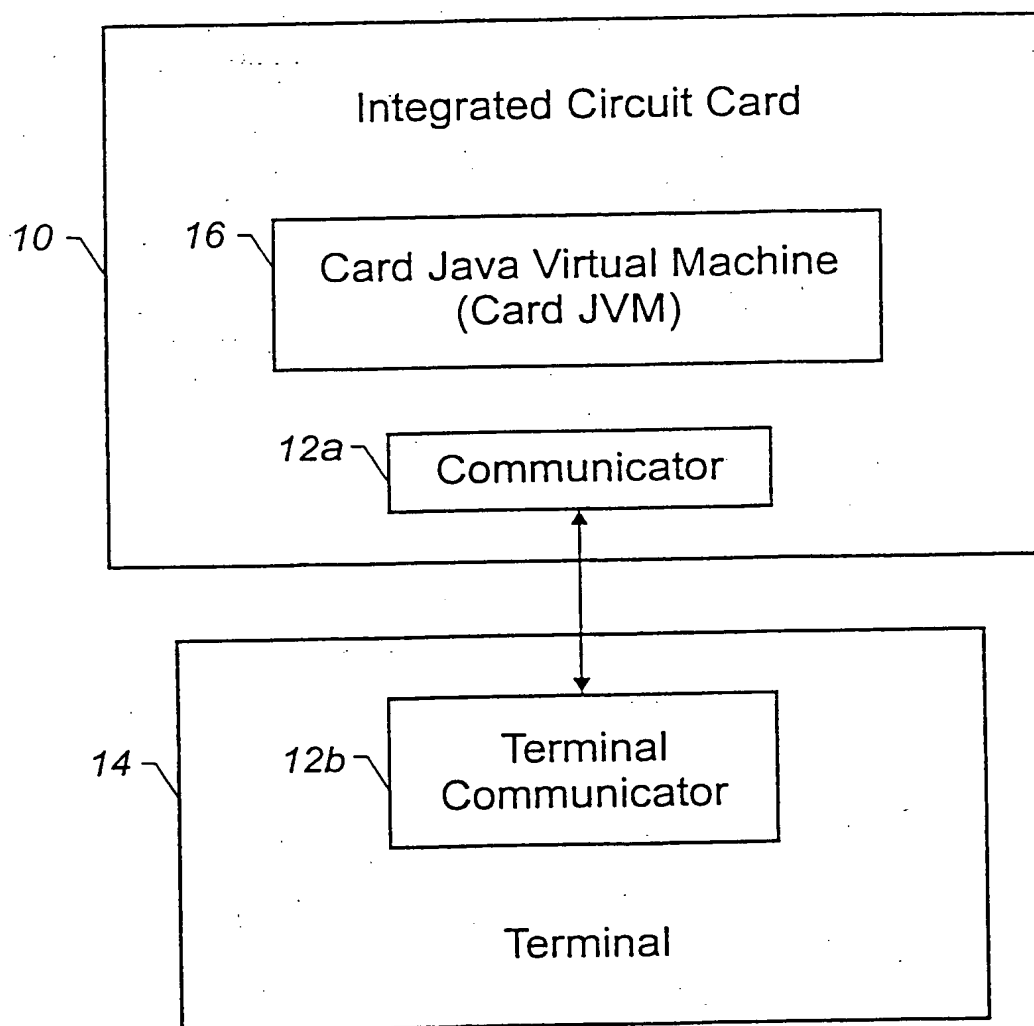 Integrated Circuit Card
10
16
Card Java Virtual Machine
(Card JVM)
12a
Communicator
14
12b
Terminal
Communicator
Terminal